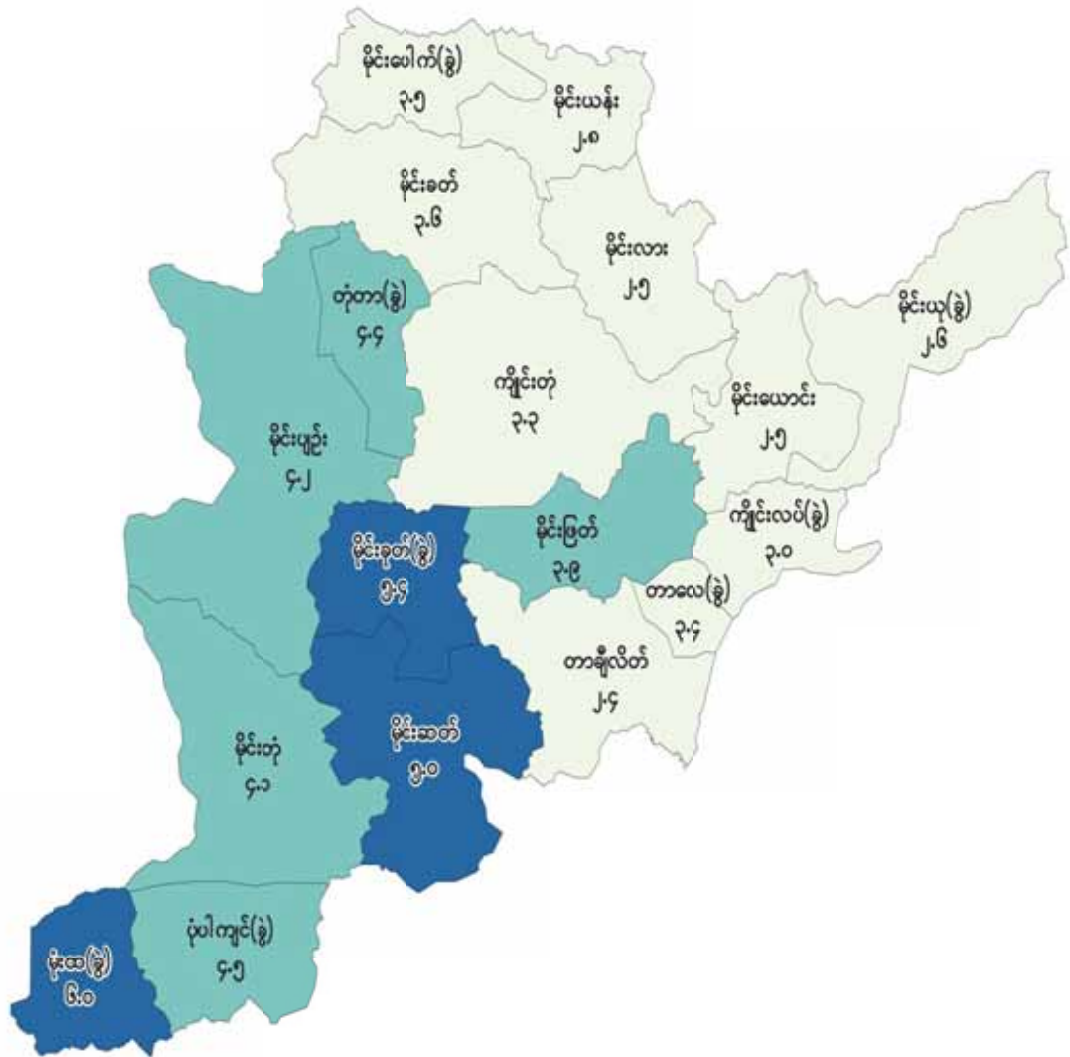 မိုင်းပေါက်(ခွဲ)
၃.၅
မိုင်းယန်း
၂.၈
မိုင်းခတ်
၃.၆
မိုင်းလား
၂.၅
မိုင်းယု(ခွဲ)
၂.၆
တုံတာ(ခွဲ)
၄.၄
ကျိုင်းတုံ
၃.၃
မိုင်းယောင်း
၂.၅
မိုင်းပျဉ်း
၄.၂
မိုင်းဖြတ်
၃.၉
ကျိုင်းလပ်(ခွဲ)
၃.၀
မိုင်းခုတ်(ခွဲ)
၅.၄
တာလေ(ခွဲ)
၃.၄
တာချီလိတ်
၂.၄
မိုင်းဆတ်
၅.၀
မိုင်းတုံ
၄.၁
ပုံပါကျင်(ခွဲ)
၄.၅
မုံးထ(ခွဲ)
၆.၀